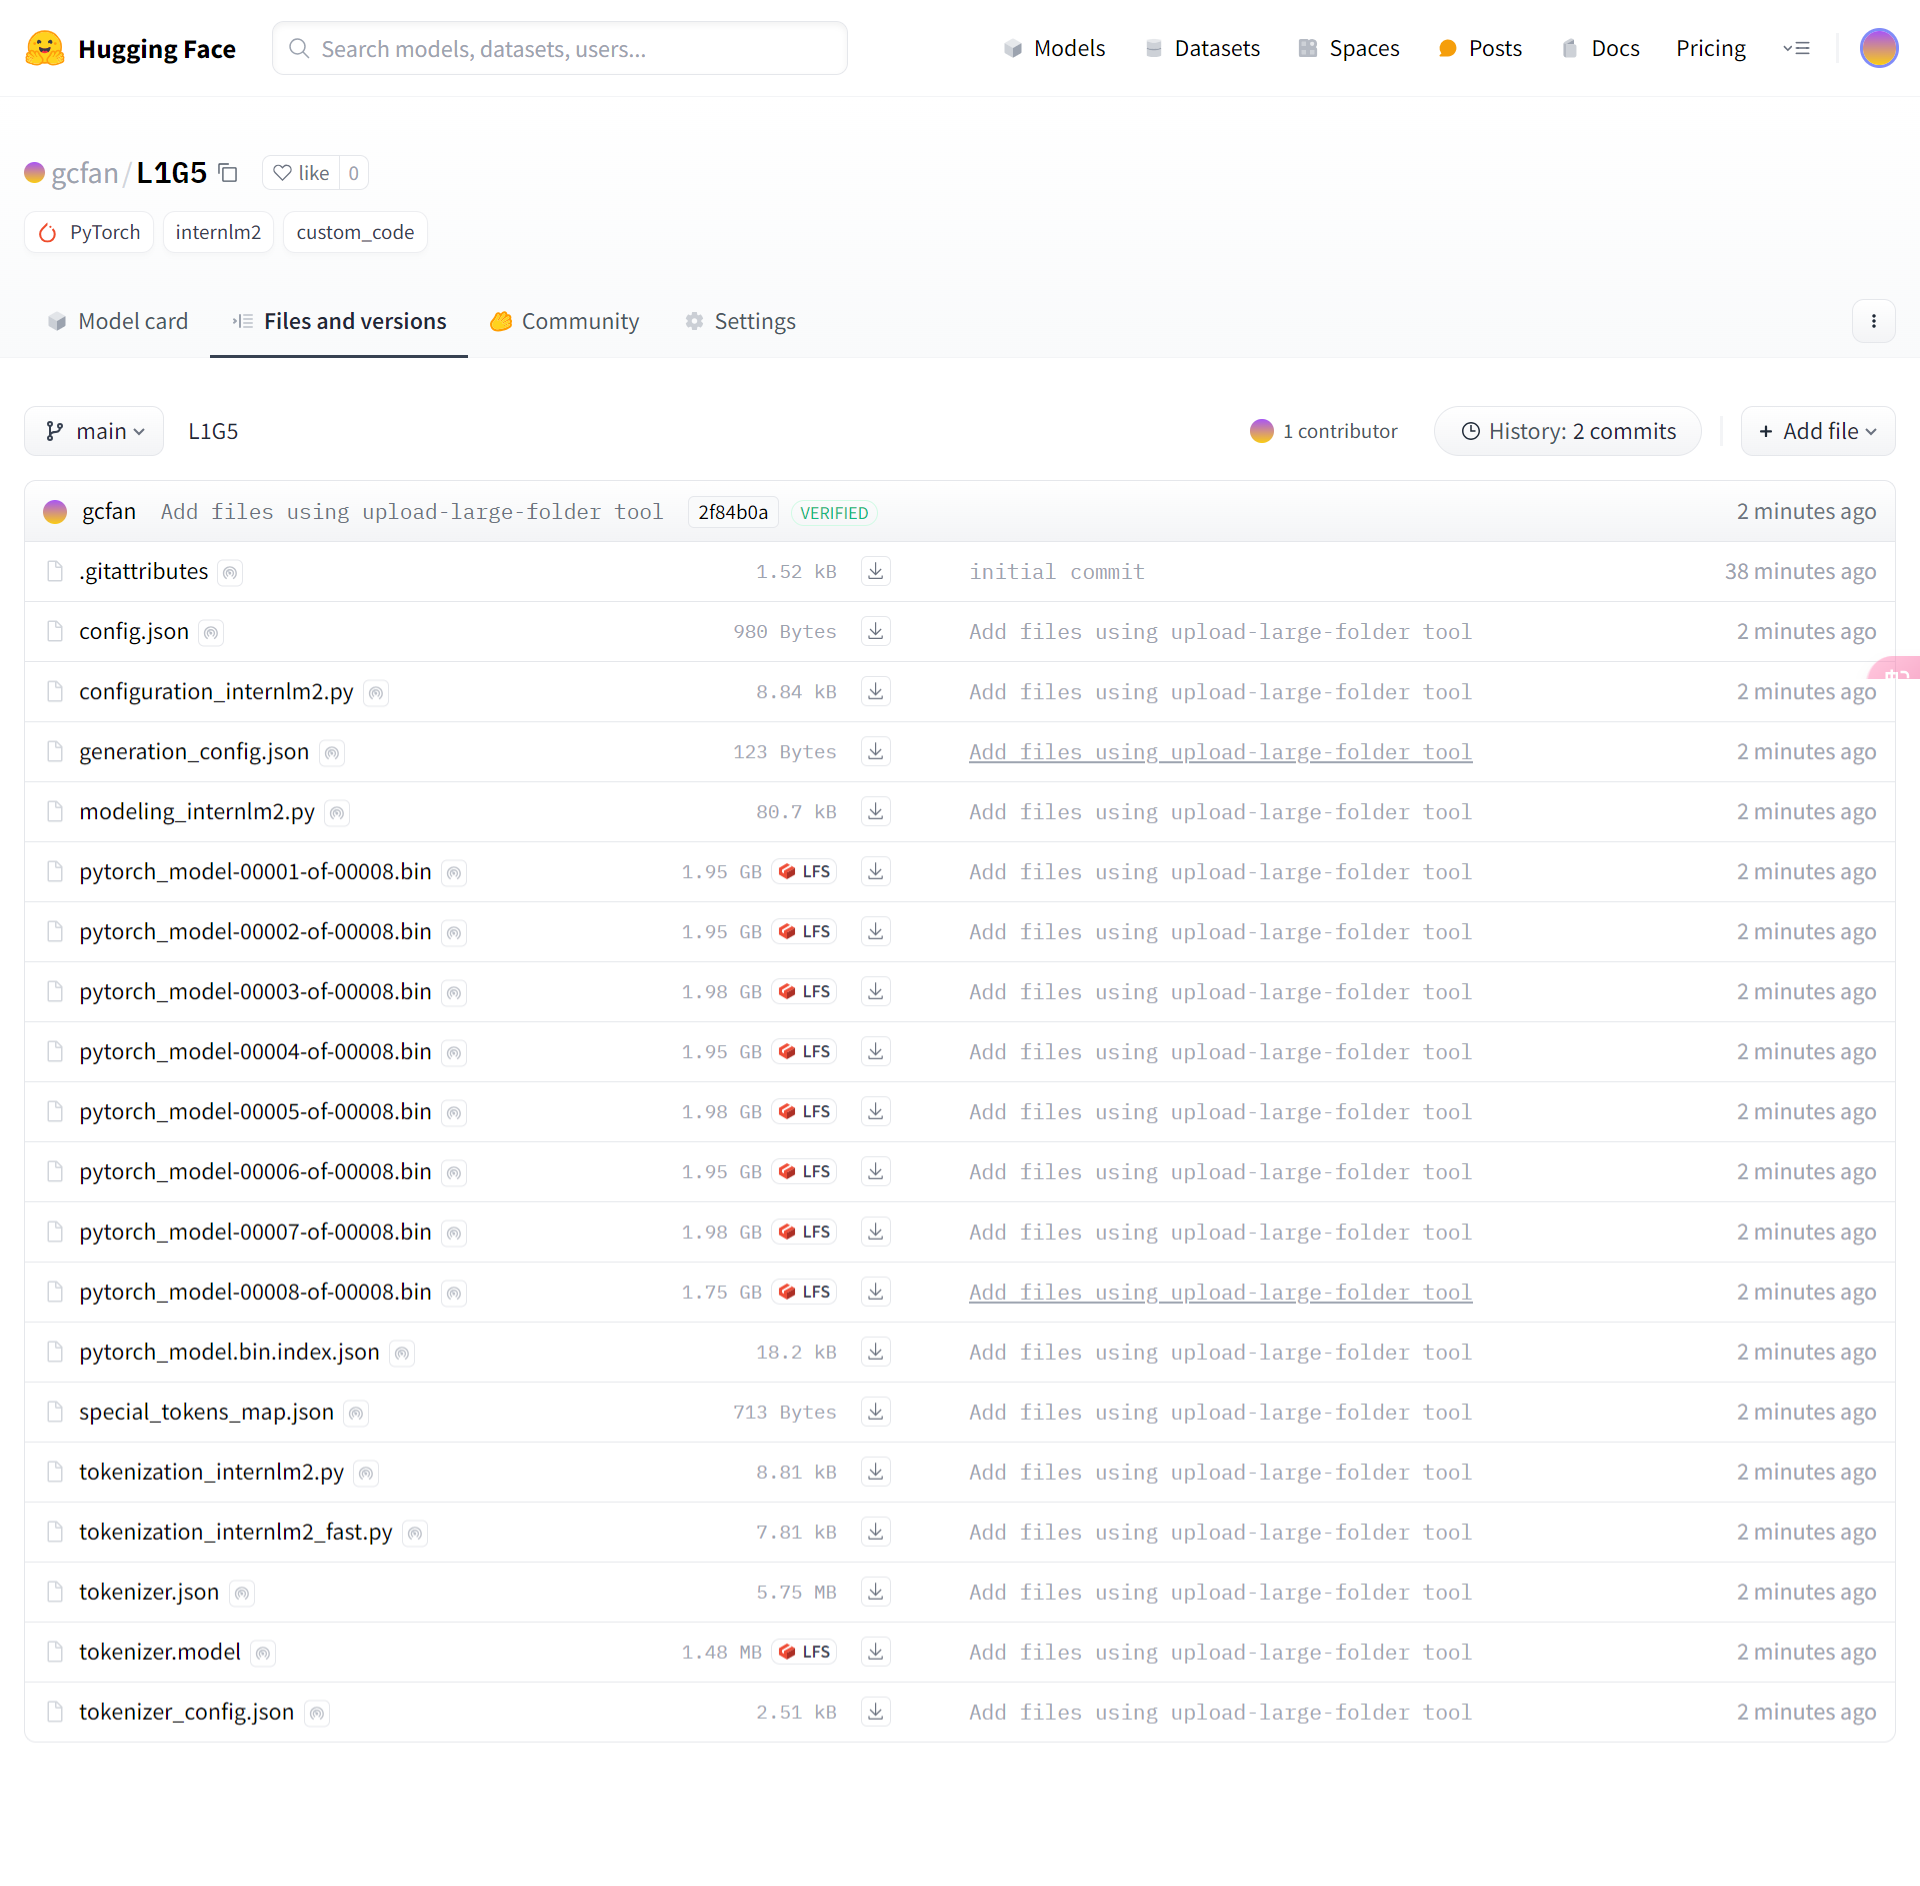 Hugging Face
Search models, datasets, users...
Models Datasets Spaces Posts Docs Pricing
gcfan/L1G5 like 0
PyTorch internlm2 custom_code
Model card Files and versions Community Settings
main L1G5 1 contributor History: 2 commits + Add file
gcfan Add files using upload-large-folder tool 2f84b0a VERIFIED 2 minutes ago
.gitattributes 1.52 kB initial commit 38 minutes ago
config.json 980 Bytes Add files using upload-large-folder tool 2 minutes ago
configuration_internlm2.py 8.84 kB Add files using upload-large-folder tool 2 minutes ago
generation_config.json 123 Bytes Add files using upload-large-folder tool 2 minutes ago
modeling_internlm2.py 80.7 kB Add files using upload-large-folder tool 2 minutes ago
pytorch_model-00001-of-00008.bin 1.95 GB LFS Add files using upload-large-folder tool 2 minutes ago
pytorch_model-00002-of-00008.bin 1.95 GB LFS Add files using upload-large-folder tool 2 minutes ago
pytorch_model-00003-of-00008.bin 1.98 GB LFS Add files using upload-large-folder tool 2 minutes ago
pytorch_model-00004-of-00008.bin 1.95 GB LFS Add files using upload-large-folder tool 2 minutes ago
pytorch_model-00005-of-00008.bin 1.98 GB LFS Add files using upload-large-folder tool 2 minutes ago
pytorch_model-00006-of-00008.bin 1.95 GB LFS Add files using upload-large-folder tool 2 minutes ago
pytorch_model-00007-of-00008.bin 1.98 GB LFS Add files using upload-large-folder tool 2 minutes ago
pytorch_model-00008-of-00008.bin 1.75 GB LFS Add files using upload-large-folder tool 2 minutes ago
pytorch_model.bin.index.json 18.2 kB Add files using upload-large-folder tool 2 minutes ago
special_tokens_map.json 713 Bytes Add files using upload-large-folder tool 2 minutes ago
tokenization_internlm2.py 8.81 kB Add files using upload-large-folder tool 2 minutes ago
tokenization_internlm2_fast.py 7.81 kB Add files using upload-large-folder tool 2 minutes ago
tokenizer.json 5.75 MB Add files using upload-large-folder tool 2 minutes ago
tokenizer.model 1.48 MB LFS Add files using upload-large-folder tool 2 minutes ago
tokenizer_config.json 2.51 kB Add files using upload-large-folder tool 2 minutes ago